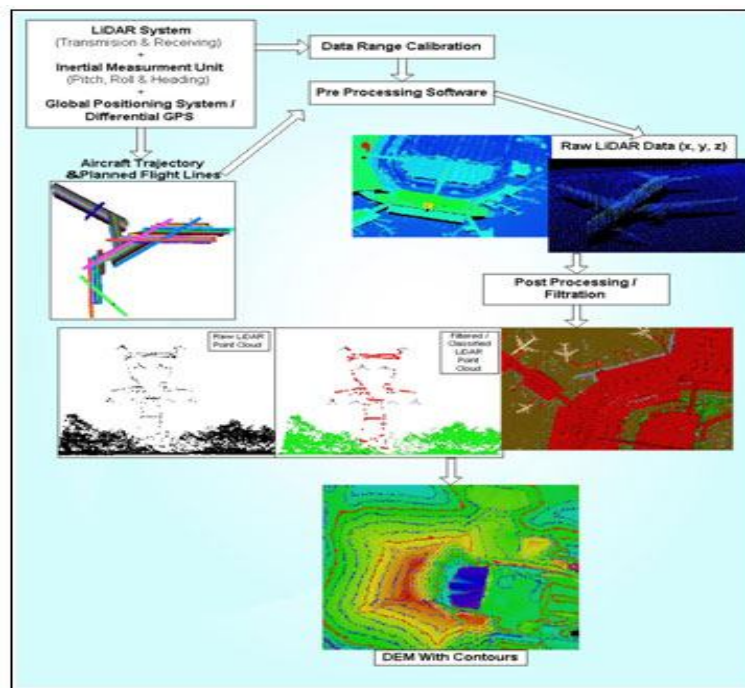 LiDAR System
(Transmision & Receiving)
+
Inertial Measurment Unit
(Pitch, Roll & Heading)
+
Global Positioning System /
Differential GPS
Data Range Calibration
Pre Processing Software
Aircraft Trajectory
&Planned Flight Lines
Raw LiDAR Data (x, y, z)
Post Processing /
Filtration
Raw LiDAR
Point Cloud
Filtered /
Classified
LiDAR
Point
Cloud
DEM With Contours